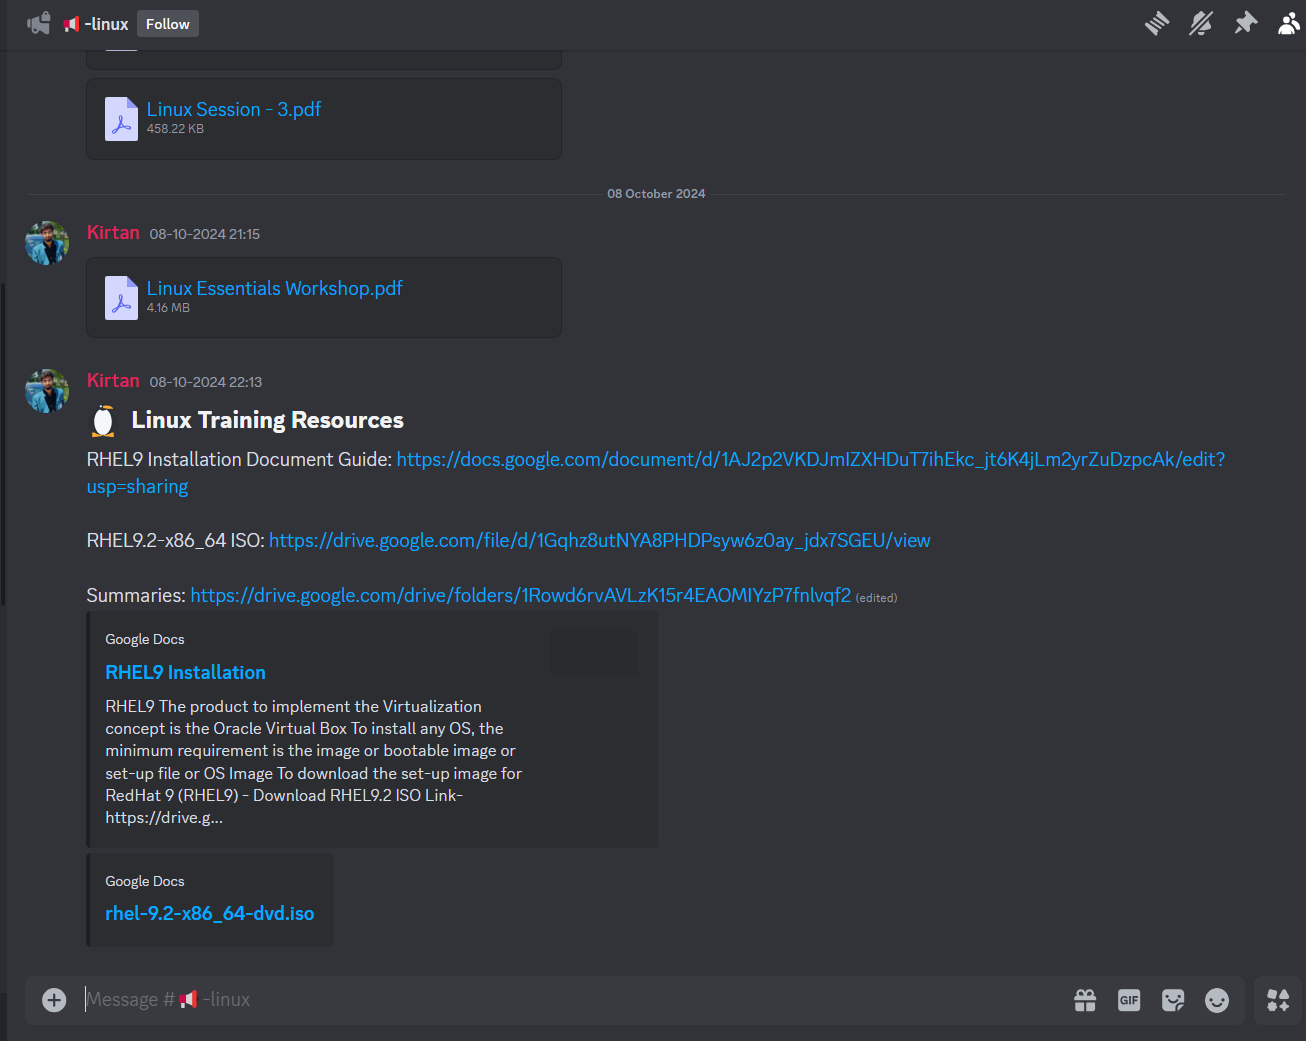 -linux Follow
Linux Session - 3.pdf
458.22 KB
08 October 2024
Kirtan 08-10-2024 21:15
Linux Essentials Workshop.pdf
4.16 MB
Kirtan 08-10-2024 22:13
Linux Training Resources
RHEL9 Installation Document Guide: https://docs.google.com/document/d/1AJ2p2VKDJmIZXHDuT7ihEkc_jt6K4jLm2yrZuDzpcAk/edit?
usp=sharing
RHEL9.2-x86_64 ISO: https://drive.google.com/file/d/1Gqhz8utNYA8PHDPsyw6z0ay_jdx7SGEU/view
Summaries: https://drive.google.com/drive/folders/1Rowd6rvAVLzK15r4EAOMIYzP7fnlvqf2 (edited)
Google Docs
RHEL9 Installation
RHEL9 The product to implement the Virtualization
concept is the Oracle Virtual Box To install any OS, the
minimum requirement is the image or bootable image or
set-up file or OS Image To download the set-up image for
RedHat 9 (RHEL9) - Download RHEL9.2 ISO Link-
https://drive.g...
Google Docs
rhel-9.2-x86_64-dvd.iso
Message # -linux
GIF